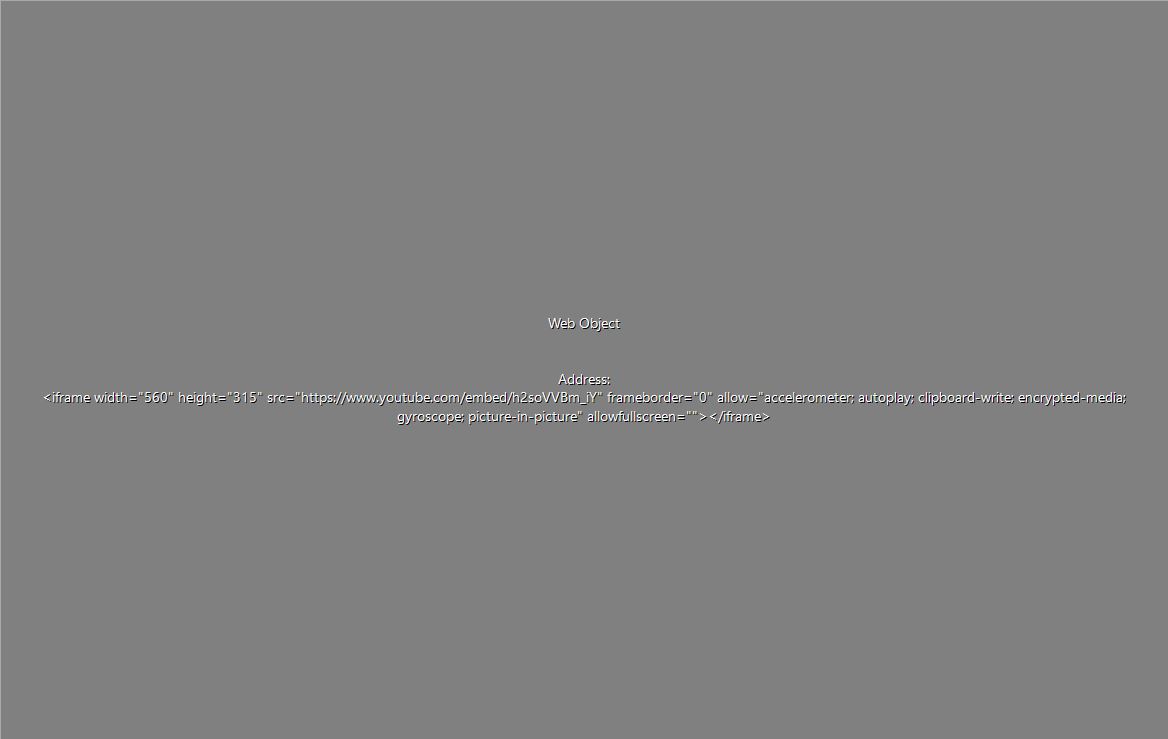 Web Object
Address:
<iframe width="560" height="315" src="https://www.youtube.com/embed/h2soVVBm_iY" frameborder="0" allow="accelerometer; autoplay; clipboard-write; encrypted-media;
gyroscope; picture-in-picture" allowfullscreen=""></iframe>